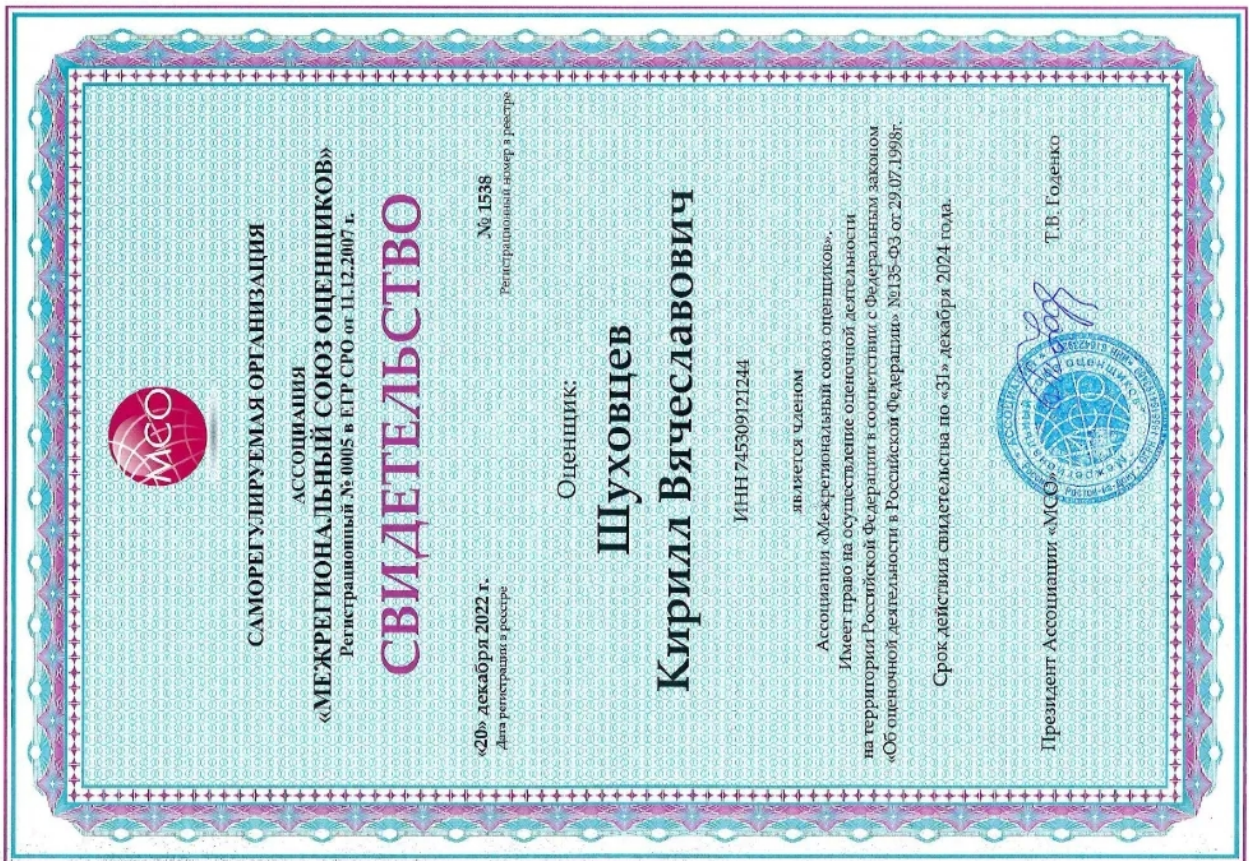 МСО
САМОРЕГУЛИРУЕМАЯ ОРГАНИЗАЦИЯ
АССОЦИАЦИЯ
«МЕЖРЕГИОНАЛЬНЫЙ СОЮЗ ОЦЕНЩИКОВ»
Регистрационный № 0005 в ЕГР СРО от 11.12.2007 г.
СВИДЕТЕЛЬСТВО
«20» декабря 2022 г. № 1538
Дата регистрации в реестре Регистрационный номер в реестре
Оценщик:
Шуховцев
Кирилл Вячеславович
ИНН 745309121244
является членом
Ассоциации «Межрегиональный союз оценщиков».
Имеет право на осуществление оценочной деятельности
на территории Российской Федерации в соответствии с Федеральным законом
«Об оценочной деятельности в Российской Федерации» №135-ФЗ от 29.07.1998г.
Срок действия свидетельства по «31» декабря 2024 года.
Президент Ассоциации «МСО» Т.В. Годенко